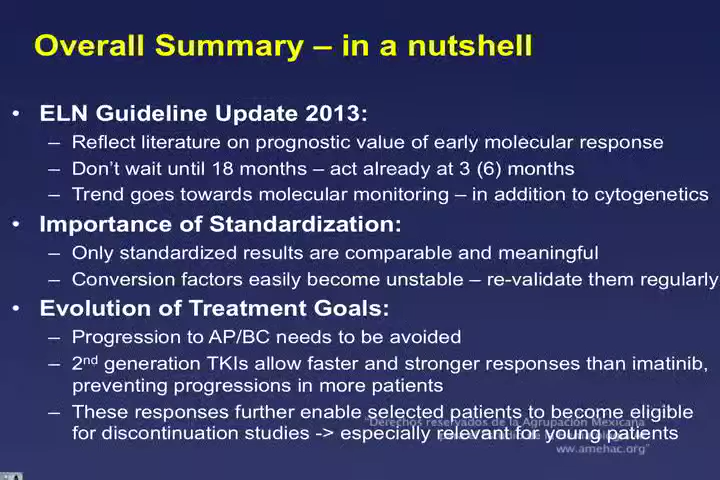 Overall Summary – in a nutshell
• ELN Guideline Update 2013:
– Reflect literature on prognostic value of early molecular response
– Don't wait until 18 months – act already at 3 (6) months
– Trend goes towards molecular monitoring – in addition to cytogenetics
• Importance of Standardization:
– Only standardized results are comparable and meaningful
– Conversion factors easily become unstable – re-validate them regularly
• Evolution of Treatment Goals:
– Progression to AP/BC needs to be avoided
– 2nd generation TKIs allow faster and stronger responses than imatinib,
preventing progressions in more patients
– These responses further enable selected patients to become eligible
for discontinuation studies -> especially relevant for young patients
"Derechos reservados de la Agrupación Mexicana
ww.amehac.org"